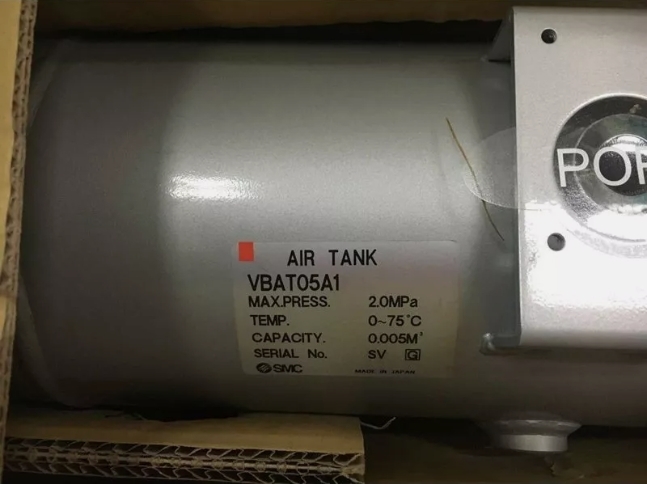 AIR TANK
VBAT05A1
MAX.PRESS. 2.0MPa
TEMP. 0~75°C
CAPACITY. 0.005M³
SERIAL No. SV G
SMC MADE IN JAPAN
POR